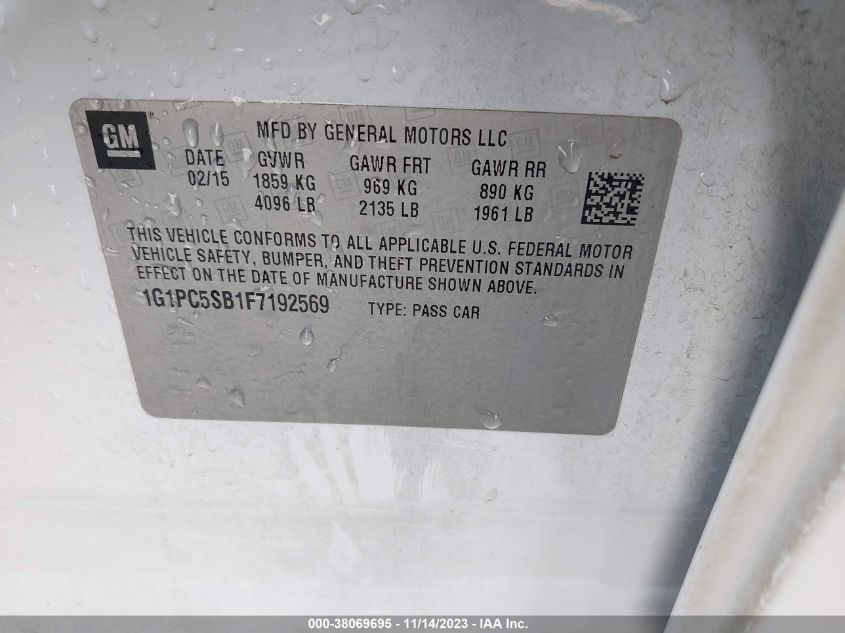 GM
MFD BY GENERAL MOTORS LLC
DATE GVWR GAWR FRT GAWR RR
02/15 1859 KG 969 KG 890 KG
4096 LB 2135 LB 1961 LB
THIS VEHICLE CONFORMS TO ALL APPLICABLE U.S. FEDERAL MOTOR
VEHICLE SAFETY, BUMPER, AND THEFT PREVENTION STANDARDS IN
EFFECT ON THE DATE OF MANUFACTURE SHOWN ABOVE.
1G1PC5SB1F7192569 TYPE: PASS CAR
000-38069695 - 11/14/2023 - IAA Inc.